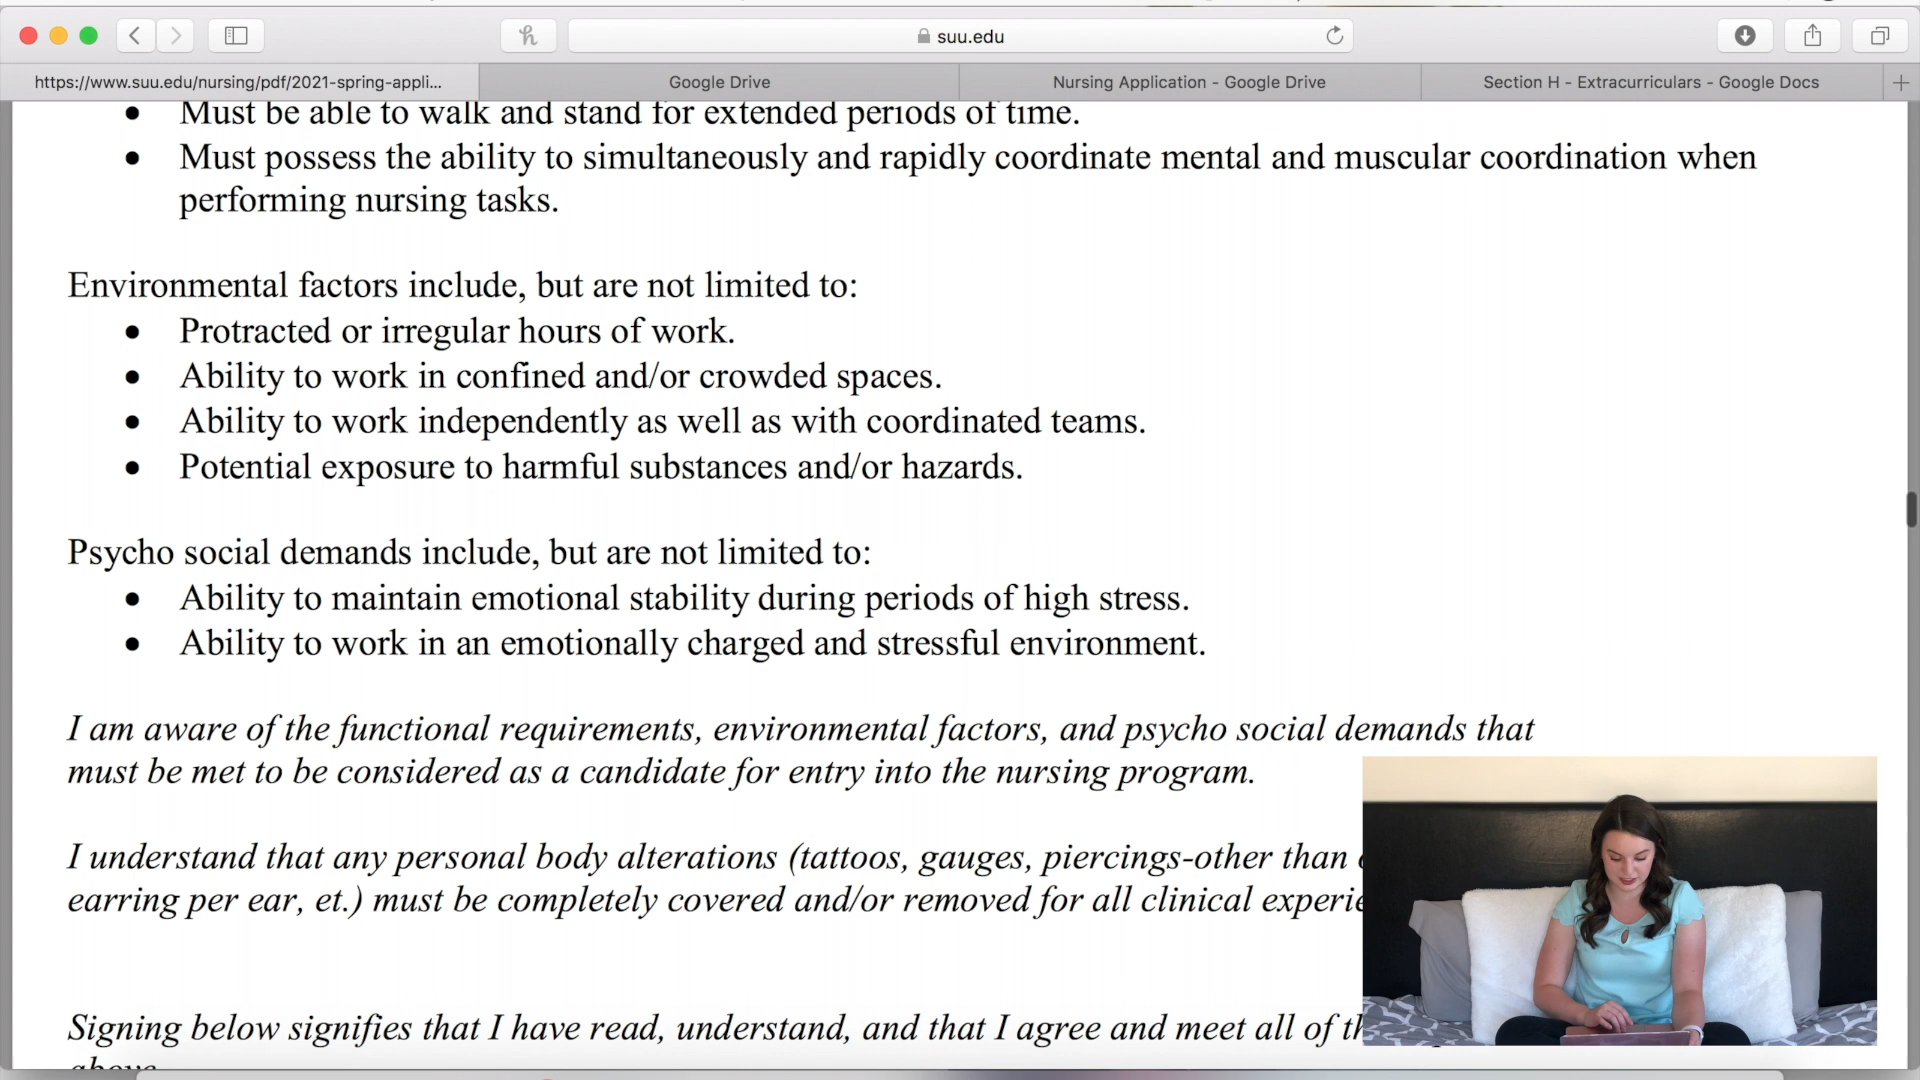 suu.edu
https://www.suu.edu/nursing/pdf/2021-spring-appli...
Google Drive
Nursing Application - Google Drive
Section H - Extracurriculars - Google Docs
• Must be able to walk and stand for extended periods of time.
• Must possess the ability to simultaneously and rapidly coordinate mental and muscular coordination when
performing nursing tasks.
Environmental factors include, but are not limited to:
• Protracted or irregular hours of work.
• Ability to work in confined and/or crowded spaces.
• Ability to work independently as well as with coordinated teams.
• Potential exposure to harmful substances and/or hazards.
Psycho social demands include, but are not limited to:
• Ability to maintain emotional stability during periods of high stress.
• Ability to work in an emotionally charged and stressful environment.
I am aware of the functional requirements, environmental factors, and psycho social demands that
must be met to be considered as a candidate for entry into the nursing program.
I understand that any personal body alterations (tattoos, gauges, piercings-other than
earring per ear, et.) must be completely covered and/or removed for all clinical
Signing below signifies that I have read, understand, and that I agree and meet all of
above